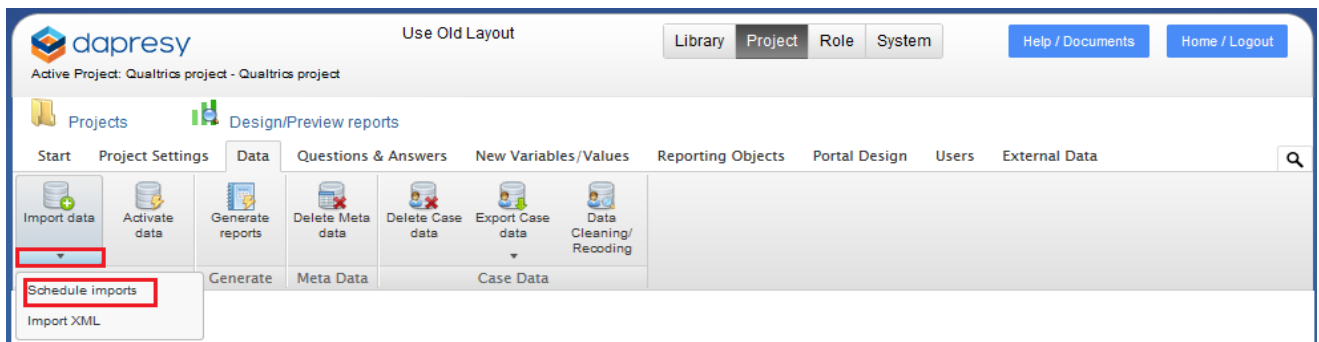 dapresy
Use Old Layout
Library Project Role System
Help / Documents
Home / Logout
Active Project: Qualtrics project - Qualtrics project
Projects
Design/Preview reports
Start Project Settings Data Questions & Answers New Variables/Values Reporting Objects Portal Design Users External Data
Import data
Activate
data
Generate
reports
Delete Meta
data
Delete Case
data
Export Case
data
Data
Cleaning/
Recoding
Generate Meta Data Case Data
Schedule imports
Import XML